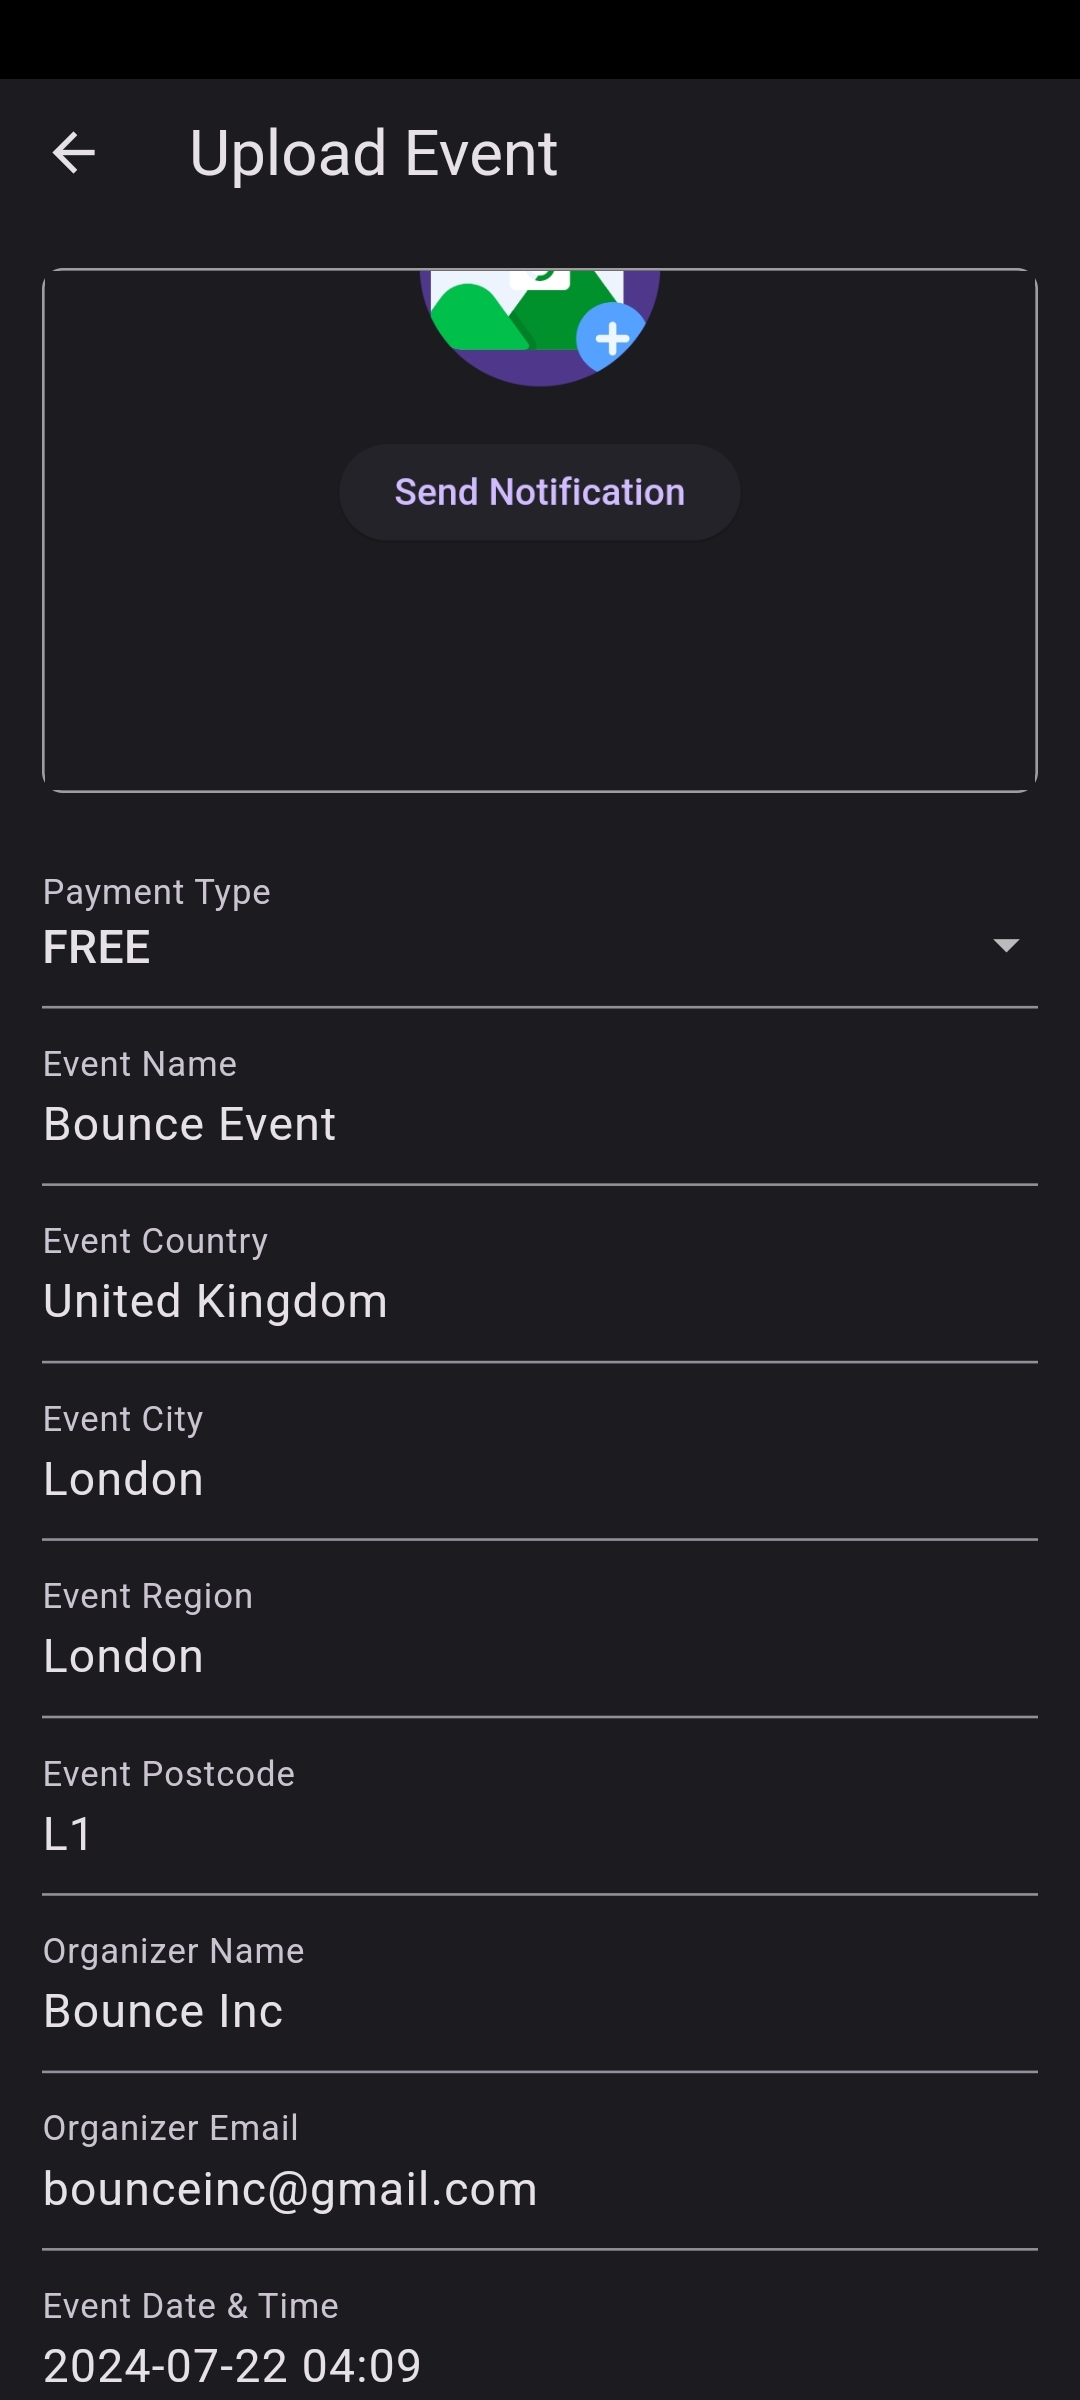 Upload Event
Send Notification
Payment Type
FREE
Event Name
Bounce Event
Event Country
United Kingdom
Event City
London
Event Region
London
Event Postcode
L1
Organizer Name
Bounce Inc
Organizer Email
bounceinc@gmail.com
Event Date & Time
2024-07-22 04:09